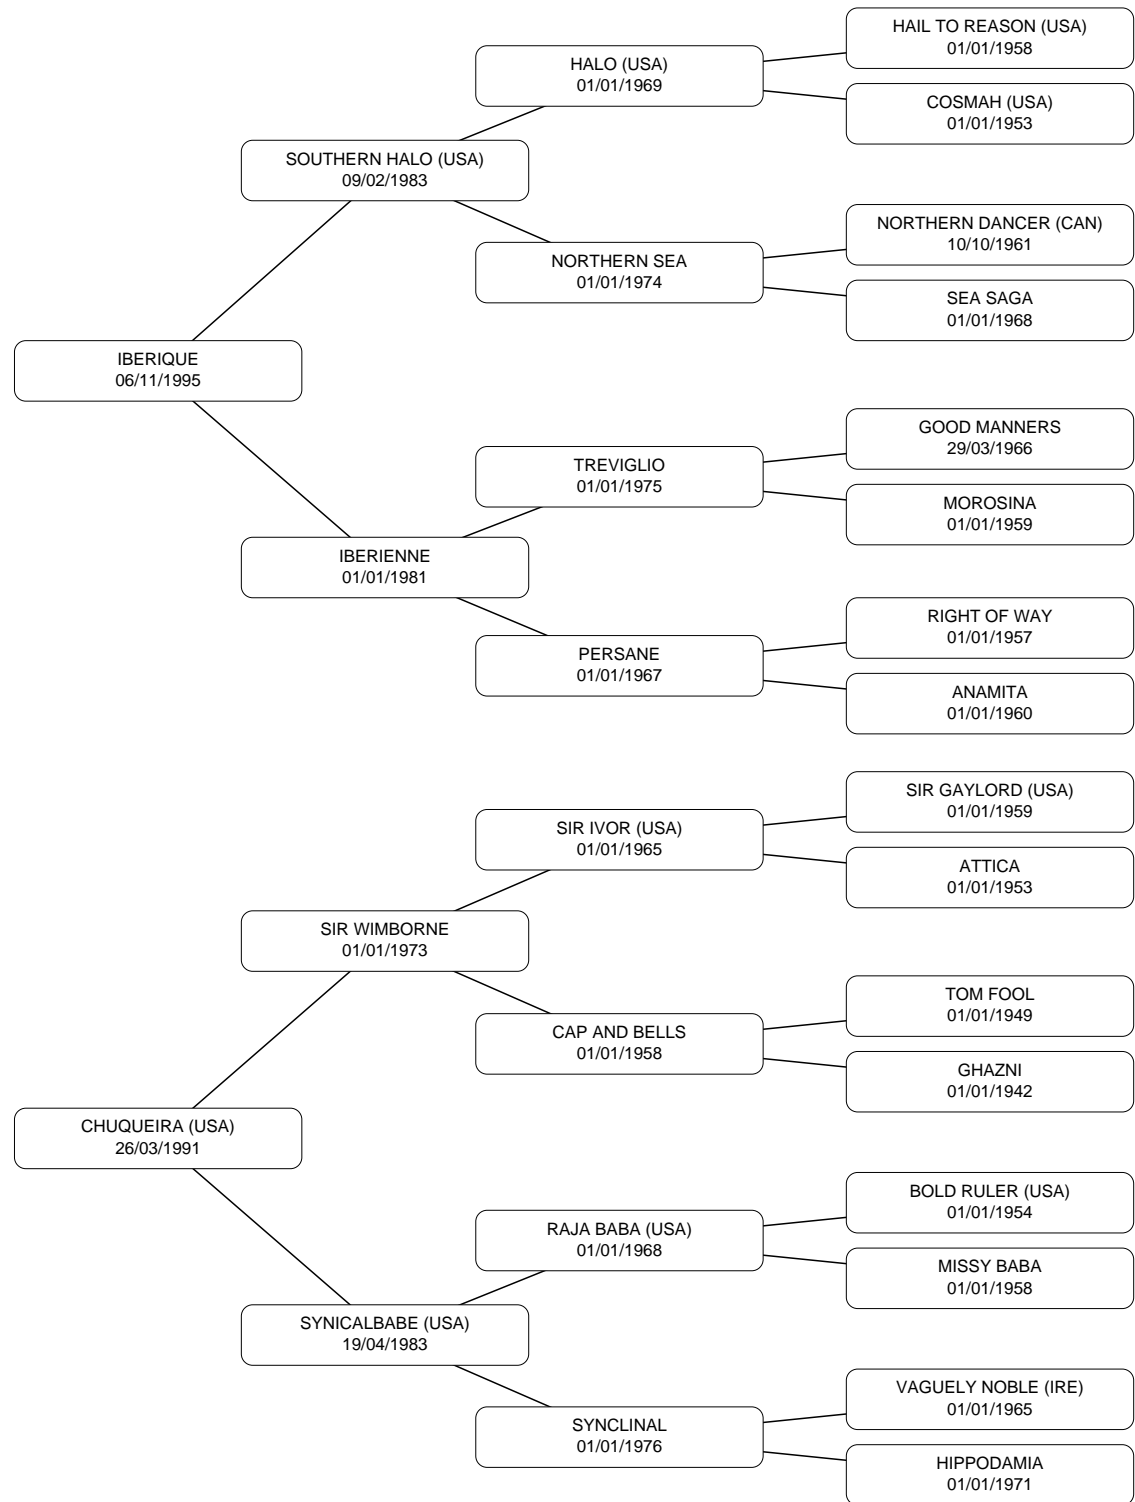 HAIL TO REASON (USA)
01/01/1958
HALO (USA)
01/01/1969
COSMAH (USA)
01/01/1953
SOUTHERN HALO (USA)
09/02/1983
NORTHERN DANCER (CAN)
10/10/1961
NORTHERN SEA
01/01/1974
SEA SAGA
01/01/1968
IBERIQUE
06/11/1995
GOOD MANNERS
29/03/1966
TREVIGLIO
01/01/1975
MOROSINA
01/01/1959
IBERIENNE
01/01/1981
RIGHT OF WAY
01/01/1957
PERSANE
01/01/1967
ANAMITA
01/01/1960
SIR GAYLORD (USA)
01/01/1959
SIR IVOR (USA)
01/01/1965
ATTICA
01/01/1953
SIR WIMBORNE
01/01/1973
TOM FOOL
01/01/1949
CAP AND BELLS
01/01/1958
GHAZNI
01/01/1942
CHUQUEIRA (USA)
26/03/1991
BOLD RULER (USA)
01/01/1954
RAJA BABA (USA)
01/01/1968
MISSY BABA
01/01/1958
SYNICALBABE (USA)
19/04/1983
VAGUELY NOBLE (IRE)
01/01/1965
SYNCLINAL
01/01/1976
HIPPODAMIA
01/01/1971